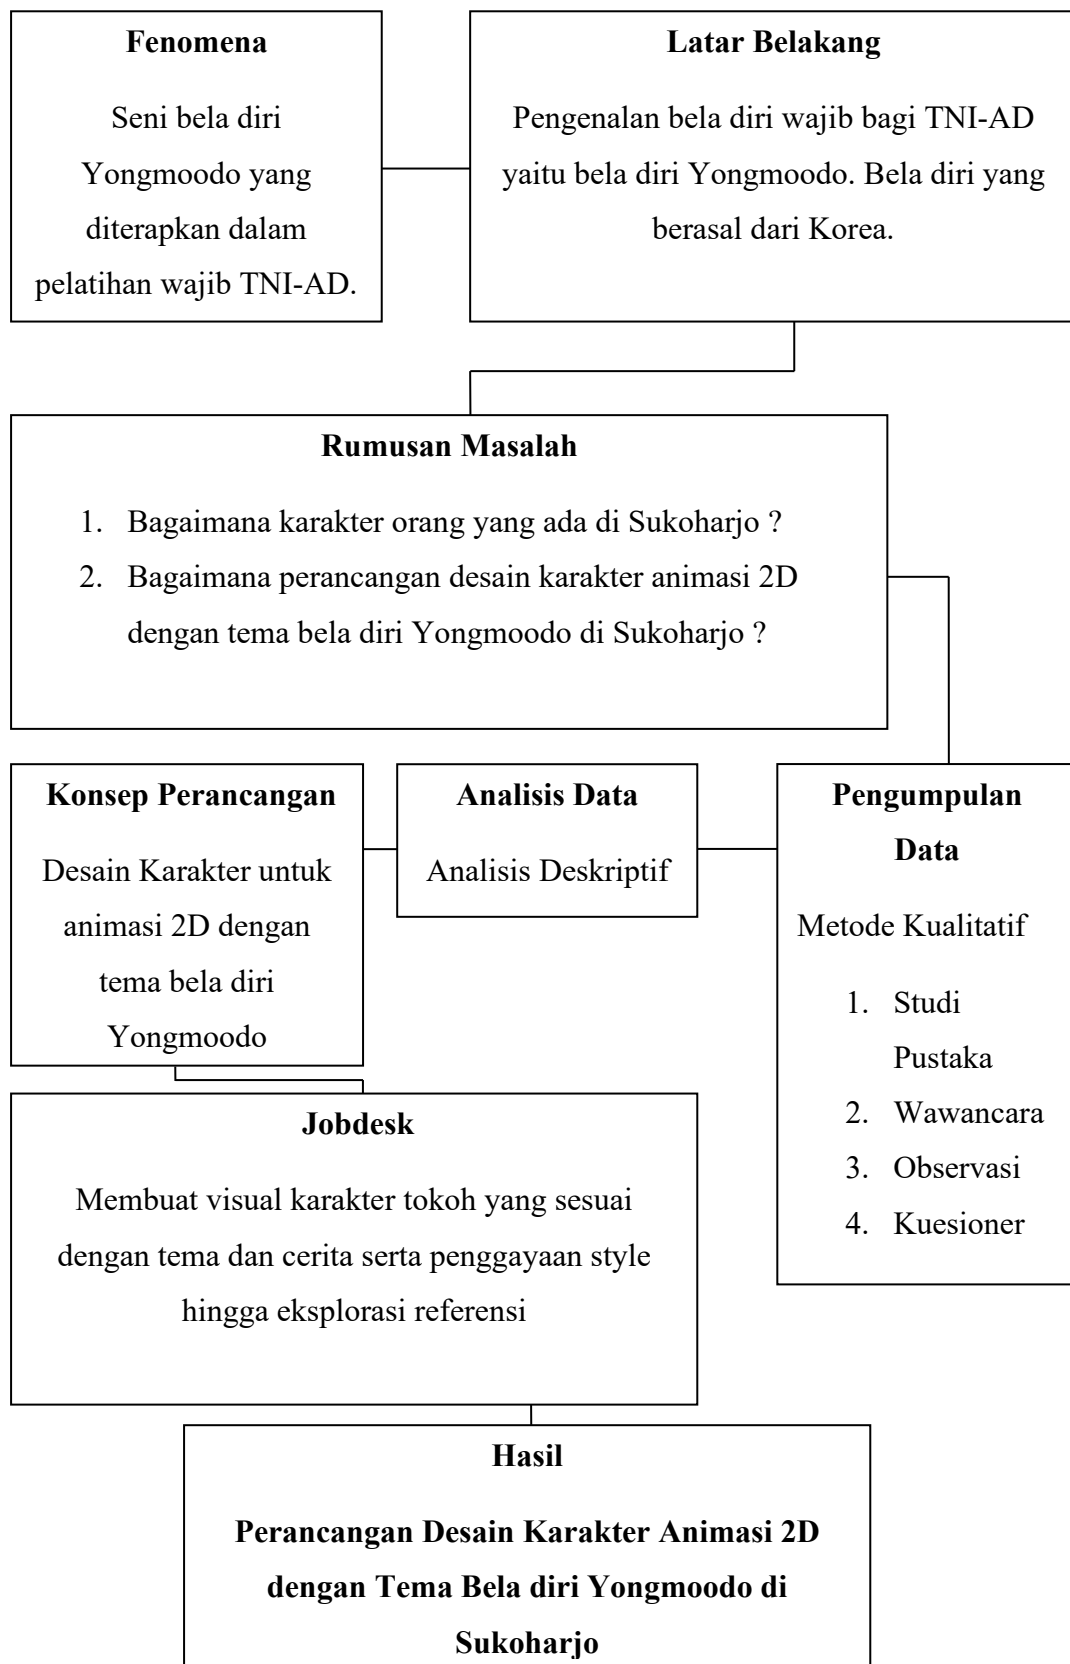 Fenomena
Seni bela diri
Yongmoodo yang
diterapkan dalam
pelatihan wajib TNI-AD.
Latar Belakang
Pengenalan bela diri wajib bagi TNI-AD
yaitu bela diri Yongmoodo. Bela diri yang
berasal dari Korea.
Rumusan Masalah
1. Bagaimana karakter orang yang ada di Sukoharjo ?
2. Bagaimana perancangan desain karakter animasi 2D
dengan tema bela diri Yongmoodo di Sukoharjo ?
Konsep Perancangan
Desain Karakter untuk
animasi 2D dengan
tema bela diri
Yongmoodo
Analisis Data
Analisis Deskriptif
Pengumpulan
Data
Metode Kualitatif
1. Studi
Pustaka
2. Wawancara
3. Observasi
4. Kuesioner
Jobdesk
Membuat visual karakter tokoh yang sesuai
dengan tema dan cerita serta penggayaan style
hingga eksplorasi referensi
Hasil
Perancangan Desain Karakter Animasi 2D
dengan Tema Bela diri Yongmoodo di
Sukoharjo